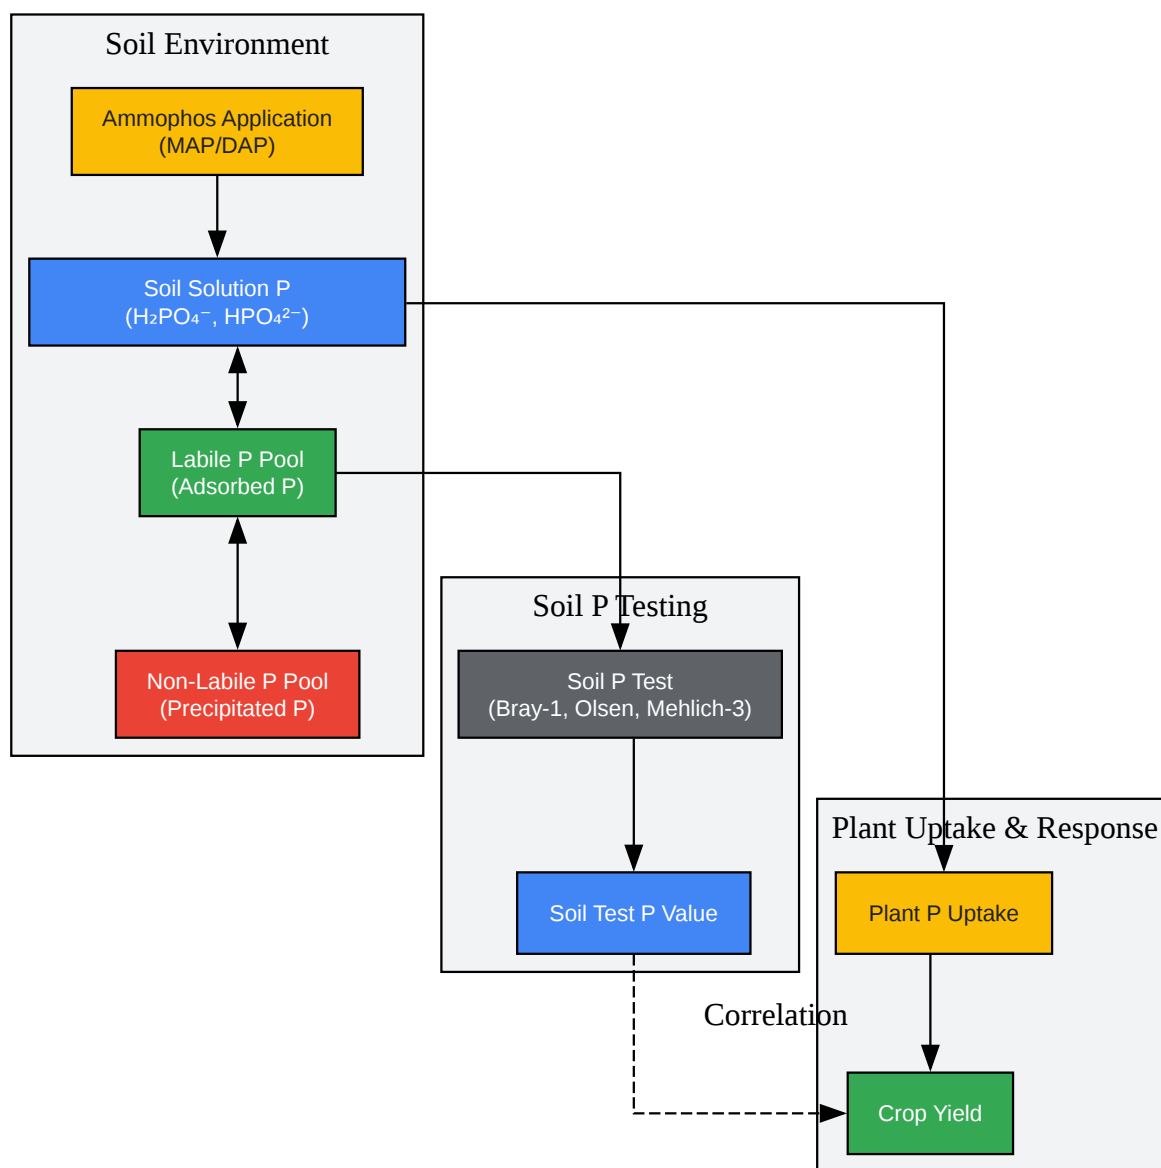 Soil Environment
Ammophos Application
(MAP/DAP)
Soil Solution P
(H₂PO₄⁻, HPO₄²⁻)
Labile P Pool
(Adsorbed P)
Non-Labile P Pool
(Precipitated P)
Soil P Testing
Soil P Test
(Bray-1, Olsen, Mehlich-3)
Soil Test P Value
Plant Uptake & Response
Plant P Uptake
Correlation
Crop Yield